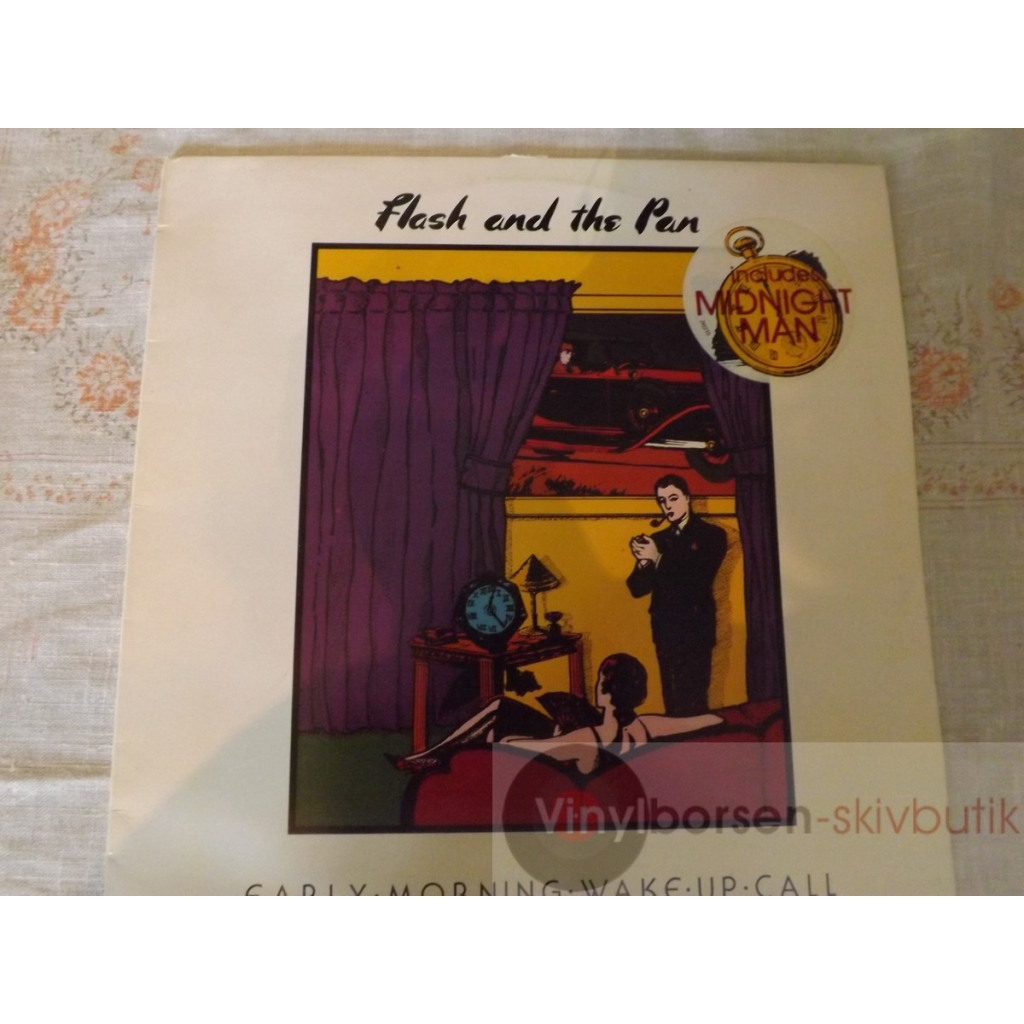 Flash and the Pan
includes
MIDNIGHT
MAN
Vinylborsen-skivbutik
EARLY·MORNING·WAKE·UP·CALL